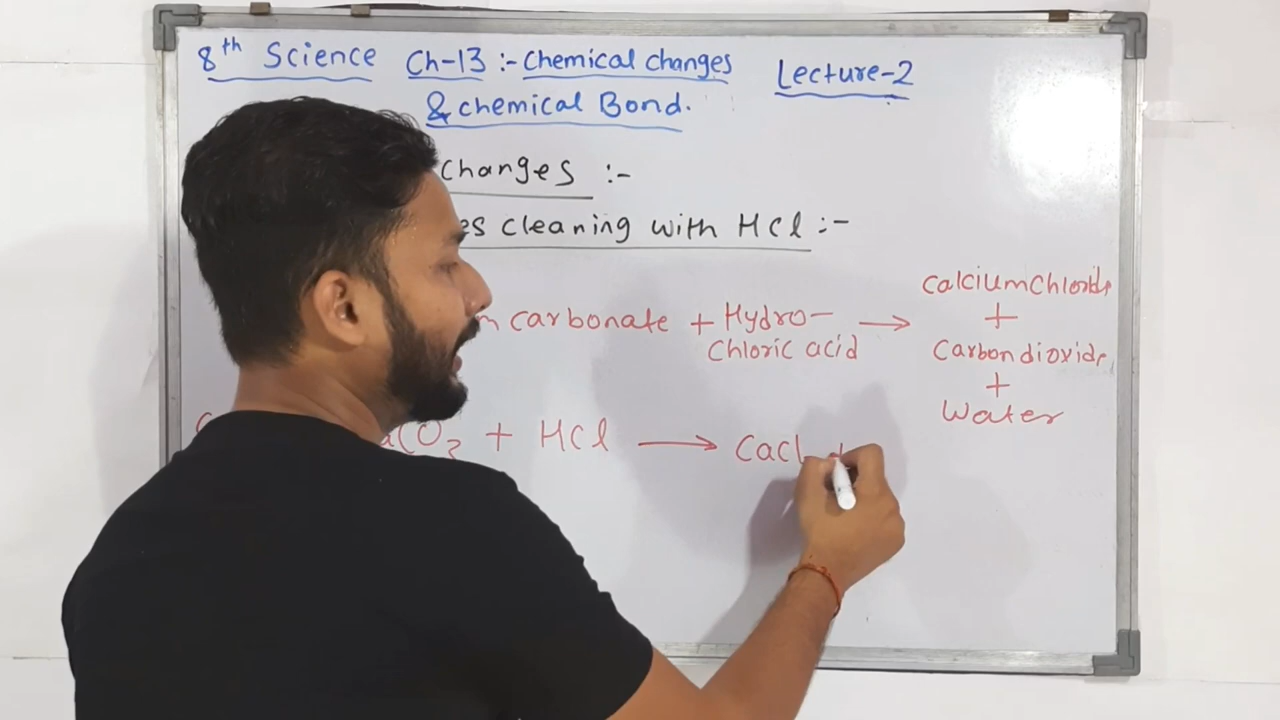 8th Science Ch-13 :- Chemical changes Lecture-2
& chemical Bond.
changes :-
es cleaning with HCl :-
m carbonate + Hydro- → Calcium Chloride
Chloric acid +
Carbon dioxide
+
Water
aCO3 + HCl → CaCl +